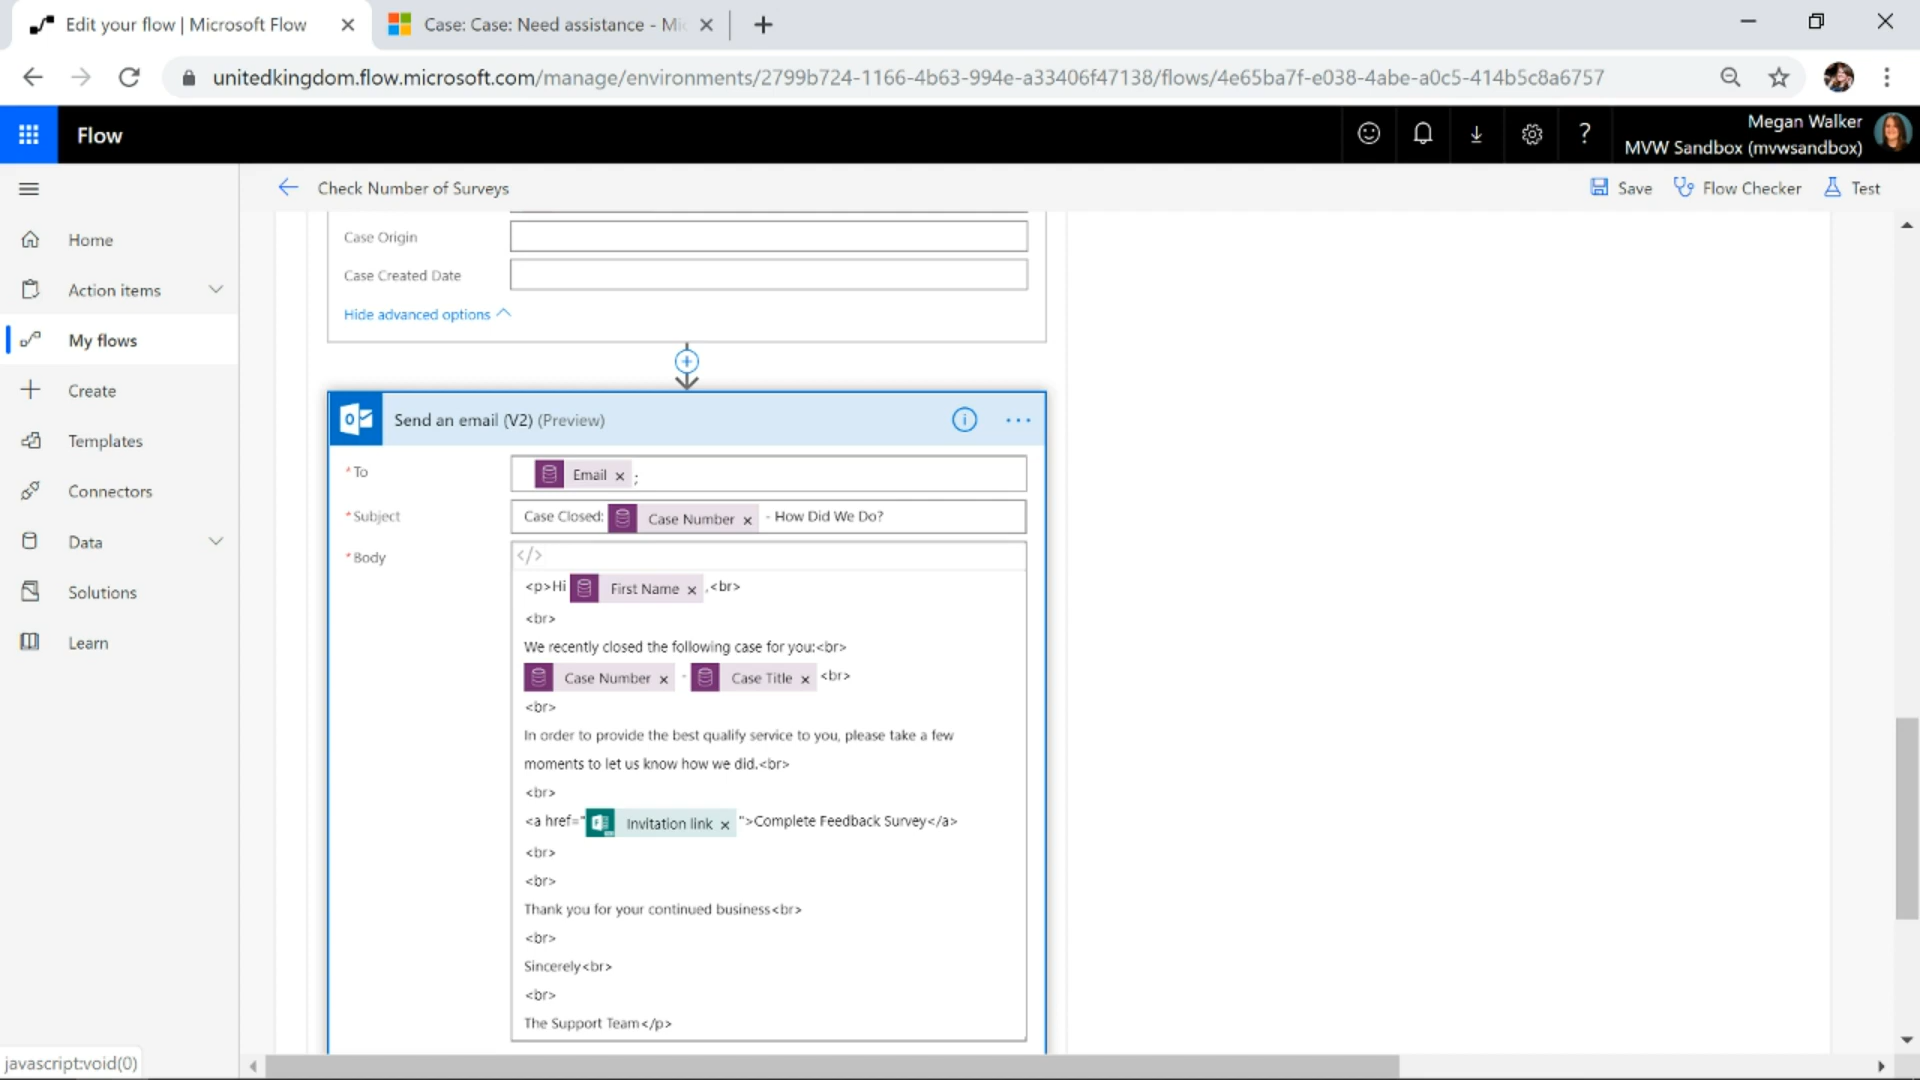 Edit your flow | Microsoft Flow
Case: Case: Need assistance - Mic
unitedkingdom.flow.microsoft.com/manage/environments/2799b724-1166-4b63-994e-a33406f47138/flows/4e65ba7f-e038-4abe-a0c5-414b5c8a6757
Flow
Megan Walker
MVW Sandbox (mvwsandbox)
Check Number of Surveys
Save
Flow Checker
Test
Home
Action items
My flows
Create
Templates
Connectors
Data
Solutions
Learn
Case Origin
Case Created Date
Hide advanced options
Send an email (V2) (Preview)
* To
Email x ;
* Subject
Case Closed: Case Number x - How Did We Do?
* Body
</>
<p>Hi First Name x ,<br>
<br>
We recently closed the following case for you:<br>
Case Number x - Case Title x <br>
<br>
In order to provide the best qualify service to you, please take a few
moments to let us know how we did.<br>
<br>
<a href=" Invitation link x ">Complete Feedback Survey</a>
<br>
<br>
Thank you for your continued business<br>
<br>
Sincerely<br>
<br>
The Support Team</p>
javascript:void(0)